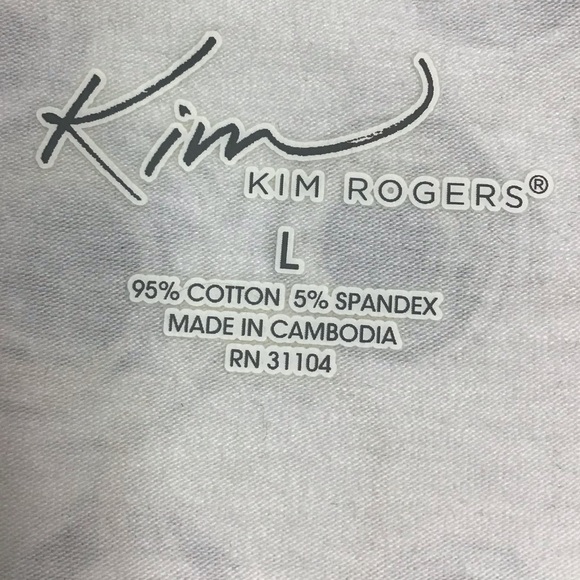 Kim
KIM ROGERS®
L
95% COTTON 5% SPANDEX
MADE IN CAMBODIA
RN 31104